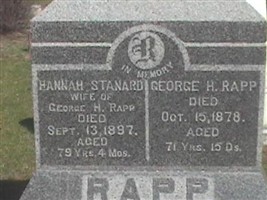 R
IN MEMORY
HANNAH STANARD
WIFE OF
GEORGE H. RAPP
DIED
SEPT. 13, 1897.
AGED
79 YRS. 4 MOS.
GEORGE H. RAPP
DIED
OCT. 15, 1878.
AGED
71 YRS. 15 DS.
RAPP